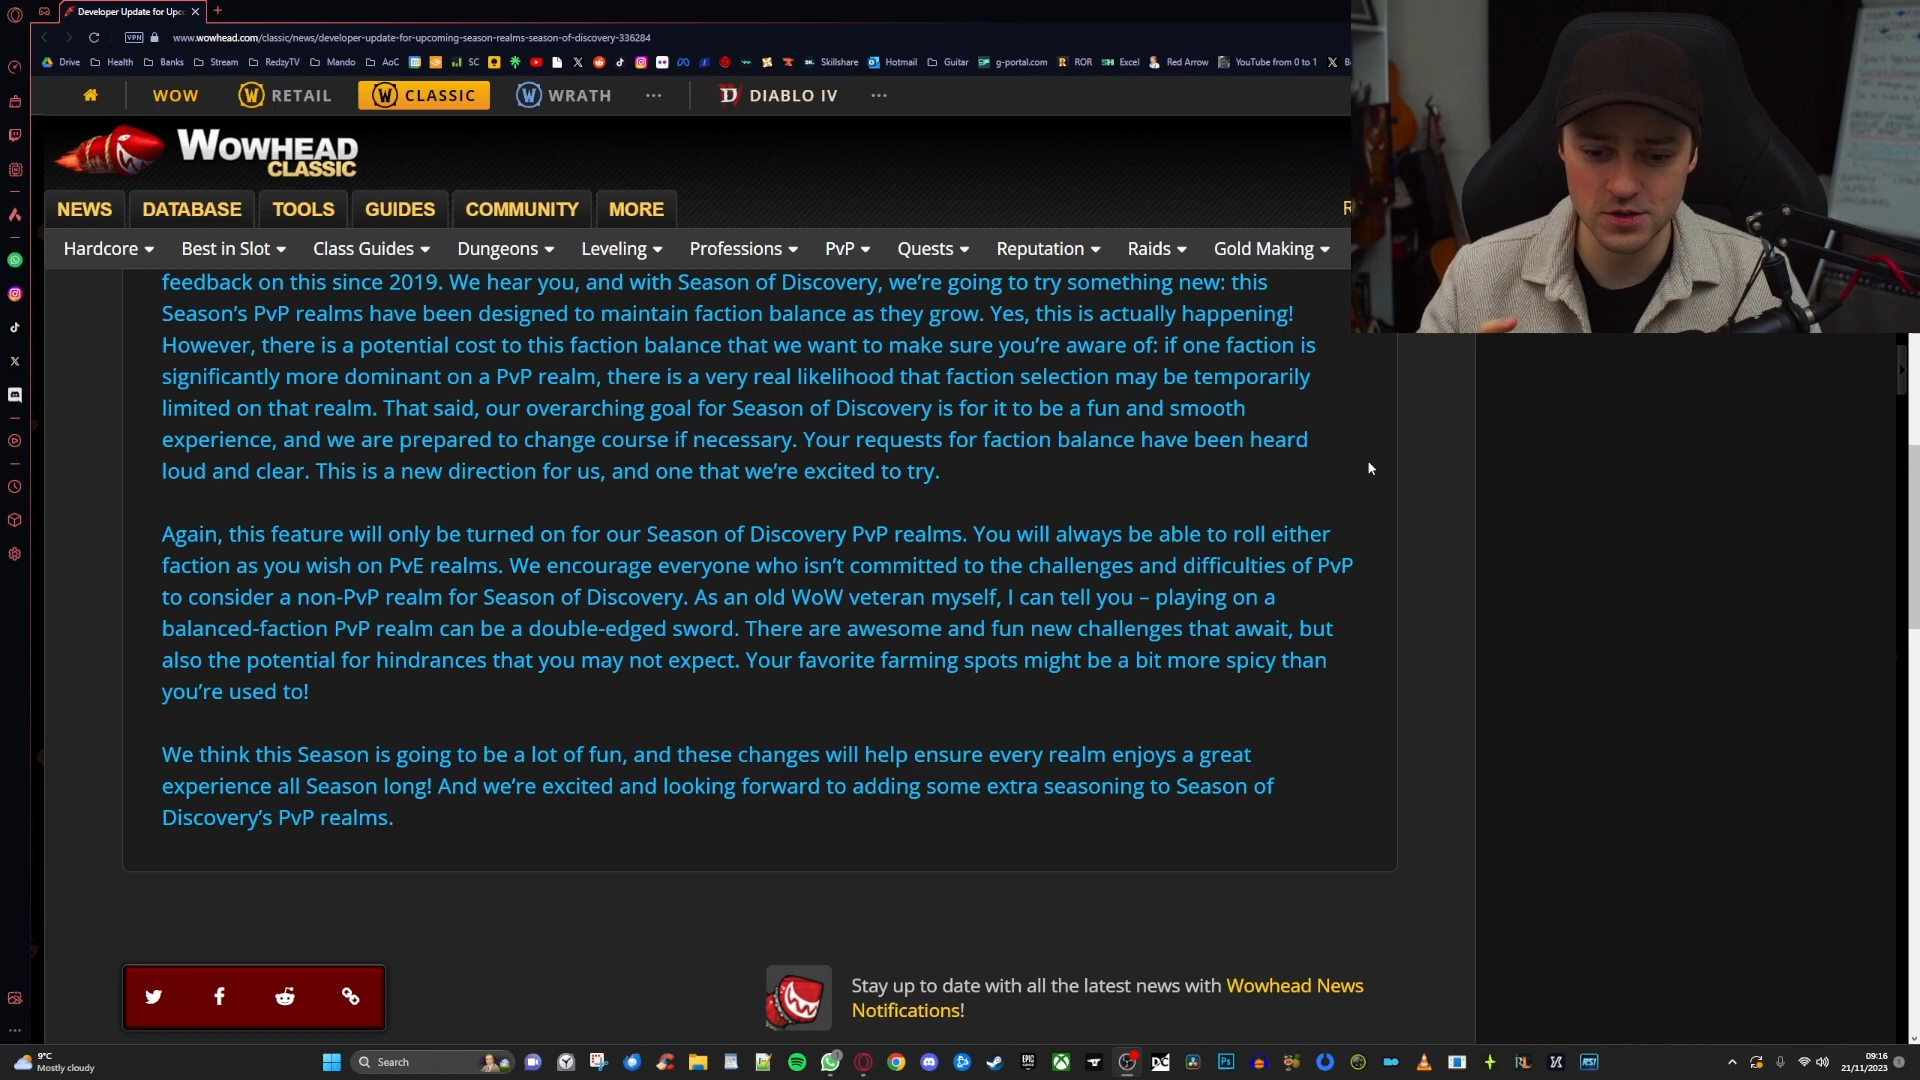 Developer Update for Upc
www.wowhead.com/classic/news/developer-update-for-upcoming-season-realms-season-of-discovery-336284
VPN
Drive Health Banks Stream RedzyTV Mando AoC SC Skillshare Hotmail Guitar g-portal.com ROR Excel Red Arrow YouTube from 0 to 1
WOW RETAIL CLASSIC WRATH ... DIABLO IV ...
WOWHEAD
CLASSIC
NEWS DATABASE TOOLS GUIDES COMMUNITY MORE
Hardcore Best in Slot Class Guides Dungeons Leveling Professions PvP Quests Reputation Raids Gold Making
feedback on this since 2019. We hear you, and with Season of Discovery, we’re going to try something new: this
Season’s PvP realms have been designed to maintain faction balance as they grow. Yes, this is actually happening!
However, there is a potential cost to this faction balance that we want to make sure you’re aware of: if one faction is
significantly more dominant on a PvP realm, there is a very real likelihood that faction selection may be temporarily
limited on that realm. That said, our overarching goal for Season of Discovery is for it to be a fun and smooth
experience, and we are prepared to change course if necessary. Your requests for faction balance have been heard
loud and clear. This is a new direction for us, and one that we’re excited to try.
Again, this feature will only be turned on for our Season of Discovery PvP realms. You will always be able to roll either
faction as you wish on PvE realms. We encourage everyone who isn’t committed to the challenges and difficulties of PvP
to consider a non-PvP realm for Season of Discovery. As an old WoW veteran myself, I can tell you – playing on a
balanced-faction PvP realm can be a double-edged sword. There are awesome and fun new challenges that await, but
also the potential for hindrances that you may not expect. Your favorite farming spots might be a bit more spicy than
you’re used to!
We think this Season is going to be a lot of fun, and these changes will help ensure every realm enjoys a great
experience all Season long! And we’re excited and looking forward to adding some extra seasoning to Season of
Discovery’s PvP realms.
Stay up to date with all the latest news with Wowhead News
Notifications!
9°C
Mostly cloudy
Search
09:16
21/11/2023